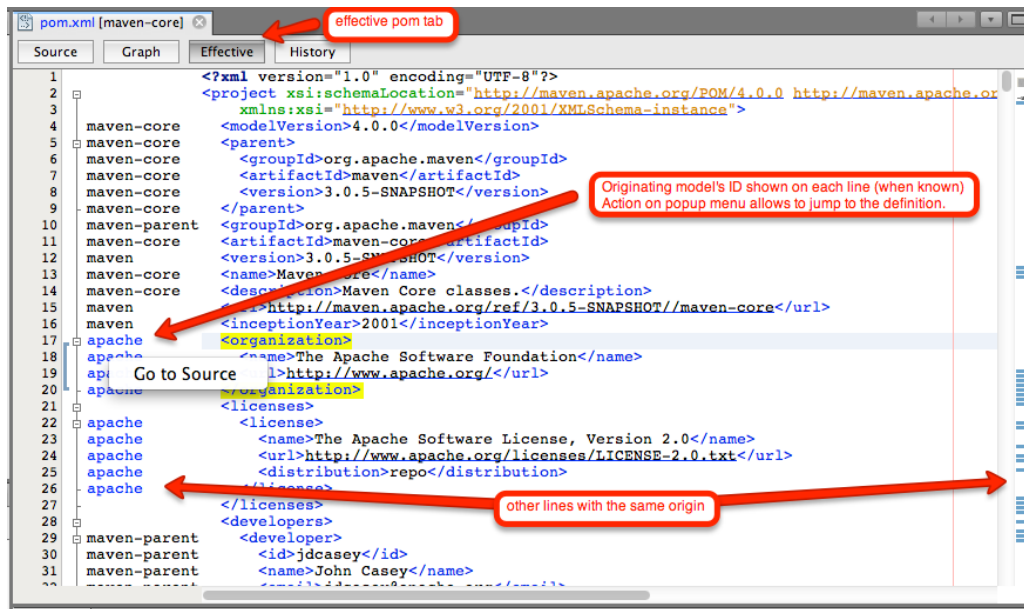 pom.xml [maven-core]
effective pom tab
Source Graph Effective History
1 <?xml version="1.0" encoding="UTF-8"?>
2 <project xsi:schemaLocation="http://maven.apache.org/POM/4.0.0 http://maven.apache.or
3 xmlns:xsi="http://www.w3.org/2001/XMLSchema-instance">
4 maven-core <modelVersion>4.0.0</modelVersion>
5 maven-core <parent>
6 maven-core <groupId>org.apache.maven</groupId>
7 maven-core <artifactId>maven</artifactId>
8 maven-core <version>3.0.5-SNAPSHOT</version>
Originating model's ID shown on each line (when known)
Action on popup menu allows to jump to the definition.
9 maven-core </parent>
10 maven-parent <groupId>org.apache.maven</groupId>
11 maven-core <artifactId>maven-core</artifactId>
12 maven <version>3.0.5-SNAPSHOT</version>
13 maven-core <name>Maven Core</name>
14 maven-core <description>Maven Core classes.</description>
15 maven http://maven.apache.org/ref/3.0.5-SNAPSHOT//maven-core</url>
16 maven <inceptionYear>2001</inceptionYear>
17 apache <organization>
18 apache <name>The Apache Software Foundation</name>
19 http://www.apache.org/</url>
Go to Source
20 apache </organization>
21 <licenses>
22 apache <license>
23 apache <name>The Apache Software License, Version 2.0</name>
24 apache <url>http://www.apache.org/licenses/LICENSE-2.0.txt</url>
25 apache <distribution>repo</distribution>
26 apache </license>
27 </licenses>
other lines with the same origin
28 <developers>
29 maven-parent <developer>
30 maven-parent <id>jdcasey</id>
31 maven-parent <name>John Casey</name>